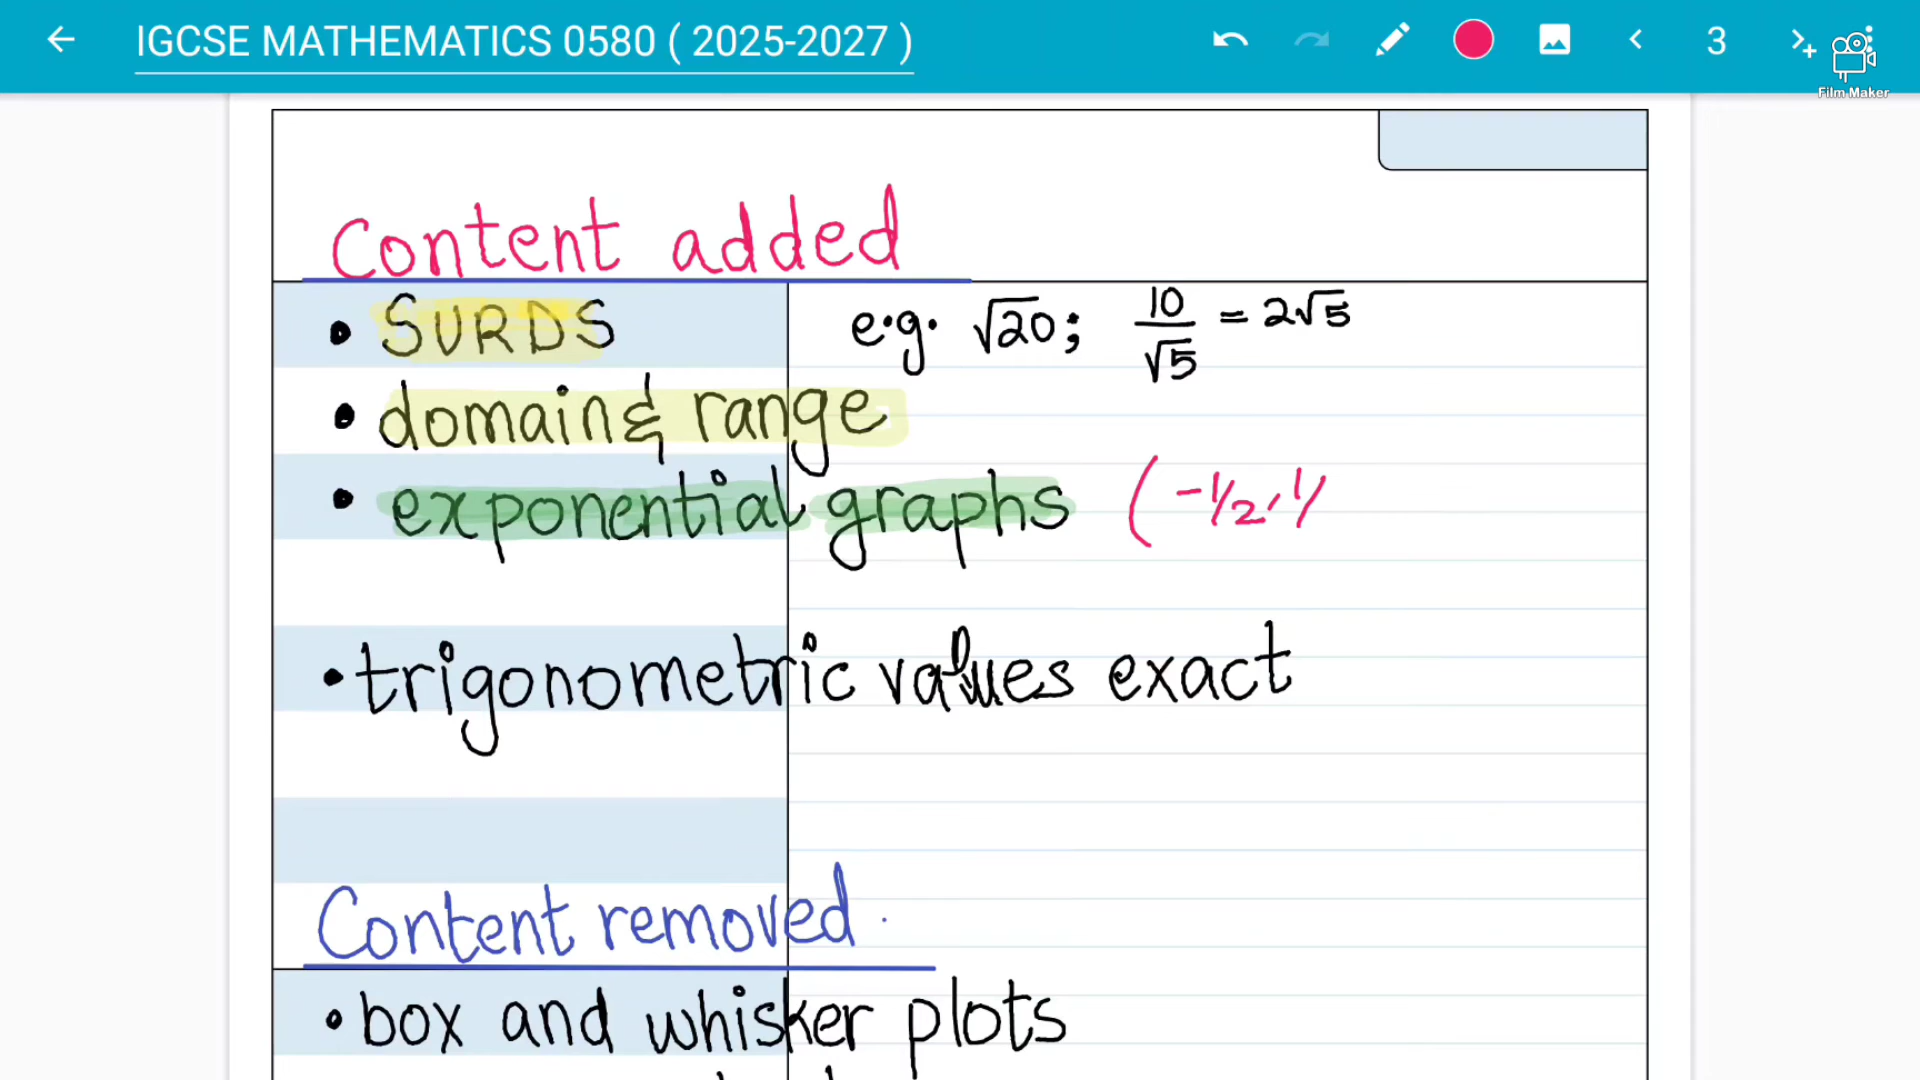 IGCSE MATHEMATICS 0580 ( 2025-2027 )
3
Film Maker
Content added
• SURDS e.g. √20; 10/√5 = 2√5
• domain & range
• exponential graphs ( -1/2, 1/
• trigonometric values exact
Content removed
• box and whisker plots